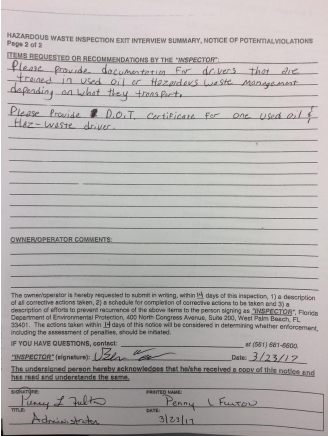 HAZARDOUS WASTE INSPECTION EXIT INTERVIEW SUMMARY, NOTICE OF POTENTIAL VIOLATIONS
Page 2 of 2
ITEMS REQUESTED OR RECOMMENDATIONS BY THE "INSPECTOR":
Please provide documentation for drivers that are
trained in used oil or Hazardous Waste Management
depending on what they transport.
Please Provide D.O.T. Certificate for one used oil &
Haz-Waste driver.
OWNER/OPERATOR COMMENTS:
The owner/operator is hereby requested to submit in writing, within 14 days of this inspection, 1) a description
of all corrective actions taken, 2) a schedule for completion of corrective actions to be taken and 3) a
description of efforts to prevent recurrence of the above items to the person signing as "INSPECTOR", Florida
Department of Environmental Protection, 400 North Congress Avenue, Suite 200, West Palm Beach, FL
33401. The actions taken within 14 days of this notice will be considered in determining whether enforcement,
including the assessment of penalties, should be initiated.
IF YOU HAVE QUESTIONS, contact: at (561) 681-6600.
"INSPECTOR" (signature): Date: 3/23/17
The undersigned person hereby acknowledges that he/she received a copy of this notice and
has read and understands the same.
SIGNATURE: PRINTED NAME:
Penny L Fulton Penny L Fulton
TITLE: DATE:
Administrator 3/23/17